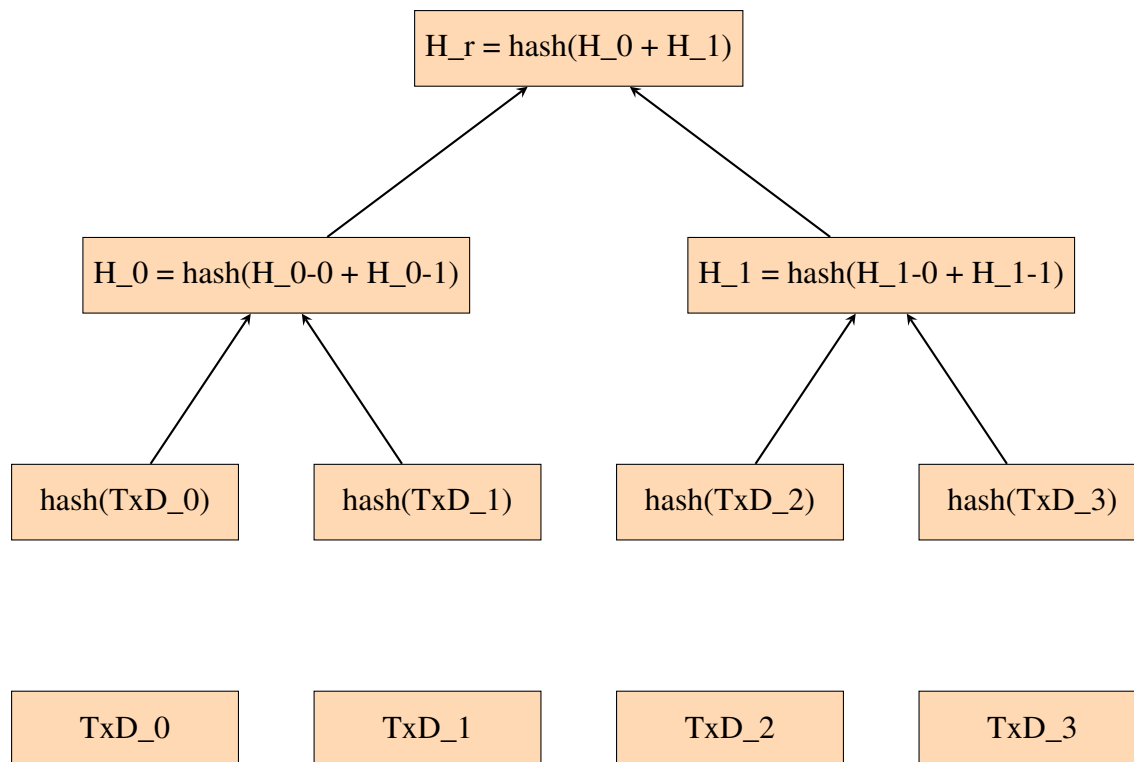 H_r = hash(H_0 + H_1)
H_0 = hash(H_0-0 + H_0-1)
H_1 = hash(H_1-0 + H_1-1)
hash(TxD_0)
hash(TxD_1)
hash(TxD_2)
hash(TxD_3)
TxD_0
TxD_1
TxD_2
TxD_3